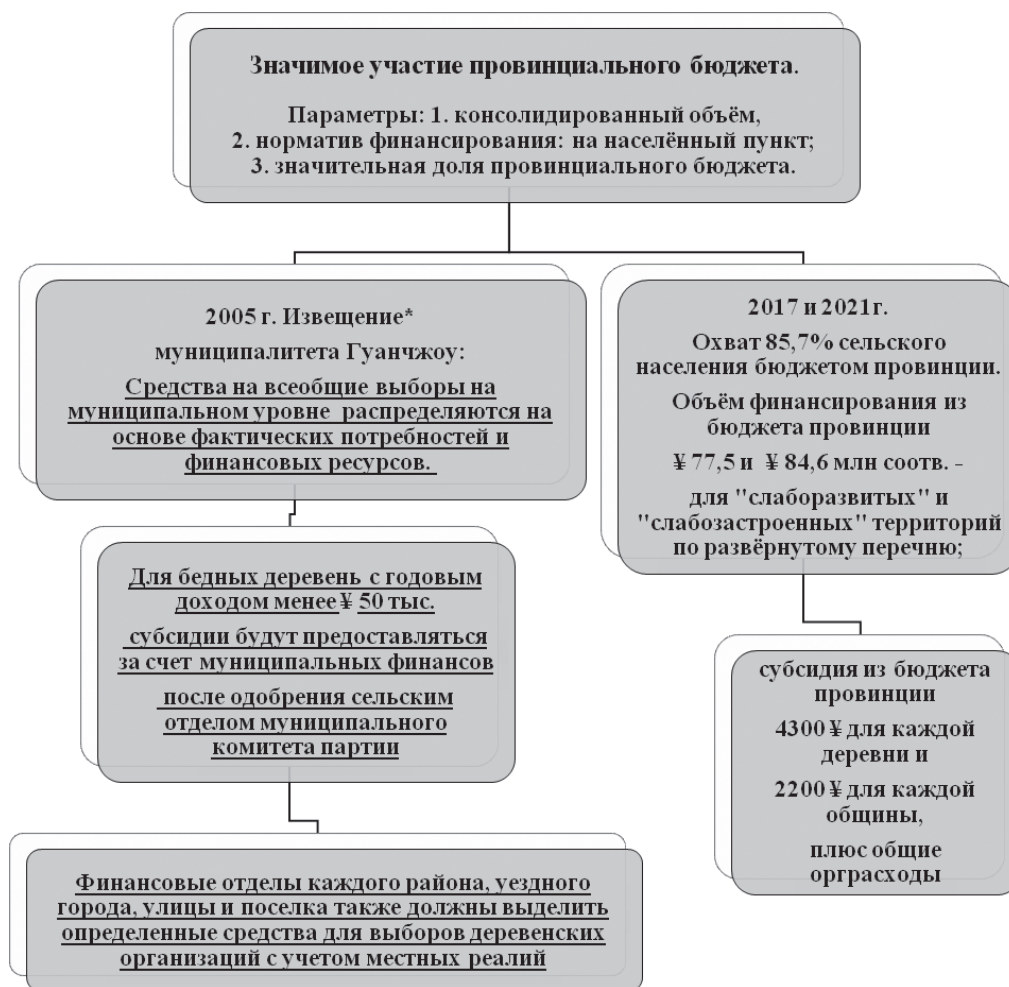 Значимое участие провинциального бюджета.
Параметры: 1. консолидированный объём,
2. норматив финансирования: на населённый пункт;
3. значительная доля провинциального бюджета.
2005 г. Извещение*
муниципалитета Гуанчжоу:
Средства на всеобщие выборы на
муниципальном уровне распределяются на
основе фактических потребностей и
финансовых ресурсов.
Для бедных деревень с годовым
доходом менее ¥ 50 тыс.
субсидии будут предоставляться
за счет муниципальных финансов
после одобрения сельским
отделом муниципального
комитета партии
Финансовые отделы каждого района, уездного
города, улицы и поселка также должны выделить
определенные средства для выборов деревенских
организаций с учетом местных реалий
2017 и 2021г.
Охват 85,7% сельского
населения бюджетом провинции.
Объём финансирования из
бюджета провинции
¥ 77,5 и ¥ 84,6 млн соотв. -
для "слаборазвитых" и
"слабозастроенных" территорий
по развёрнутому перечню;
субсидия из бюджета
провинции
4300 ¥ для каждой
деревни и
2200 ¥ для каждой
общины,
плюс общие
орграсходы